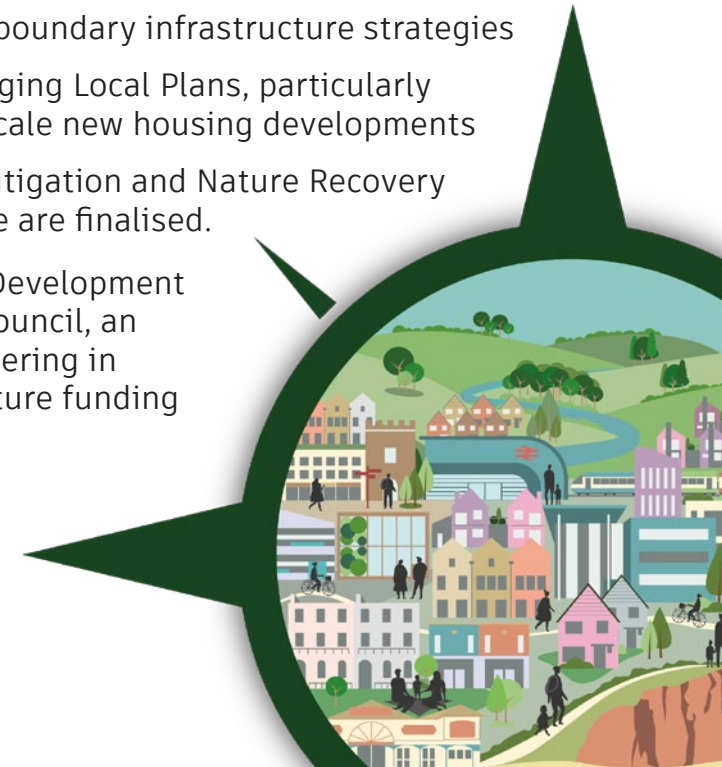 boundary infrastructure strategies
ging Local Plans, particularly
cale new housing developments
itigation and Nature Recovery
e are finalised.
Development
ouncil, an
ering in
ture funding